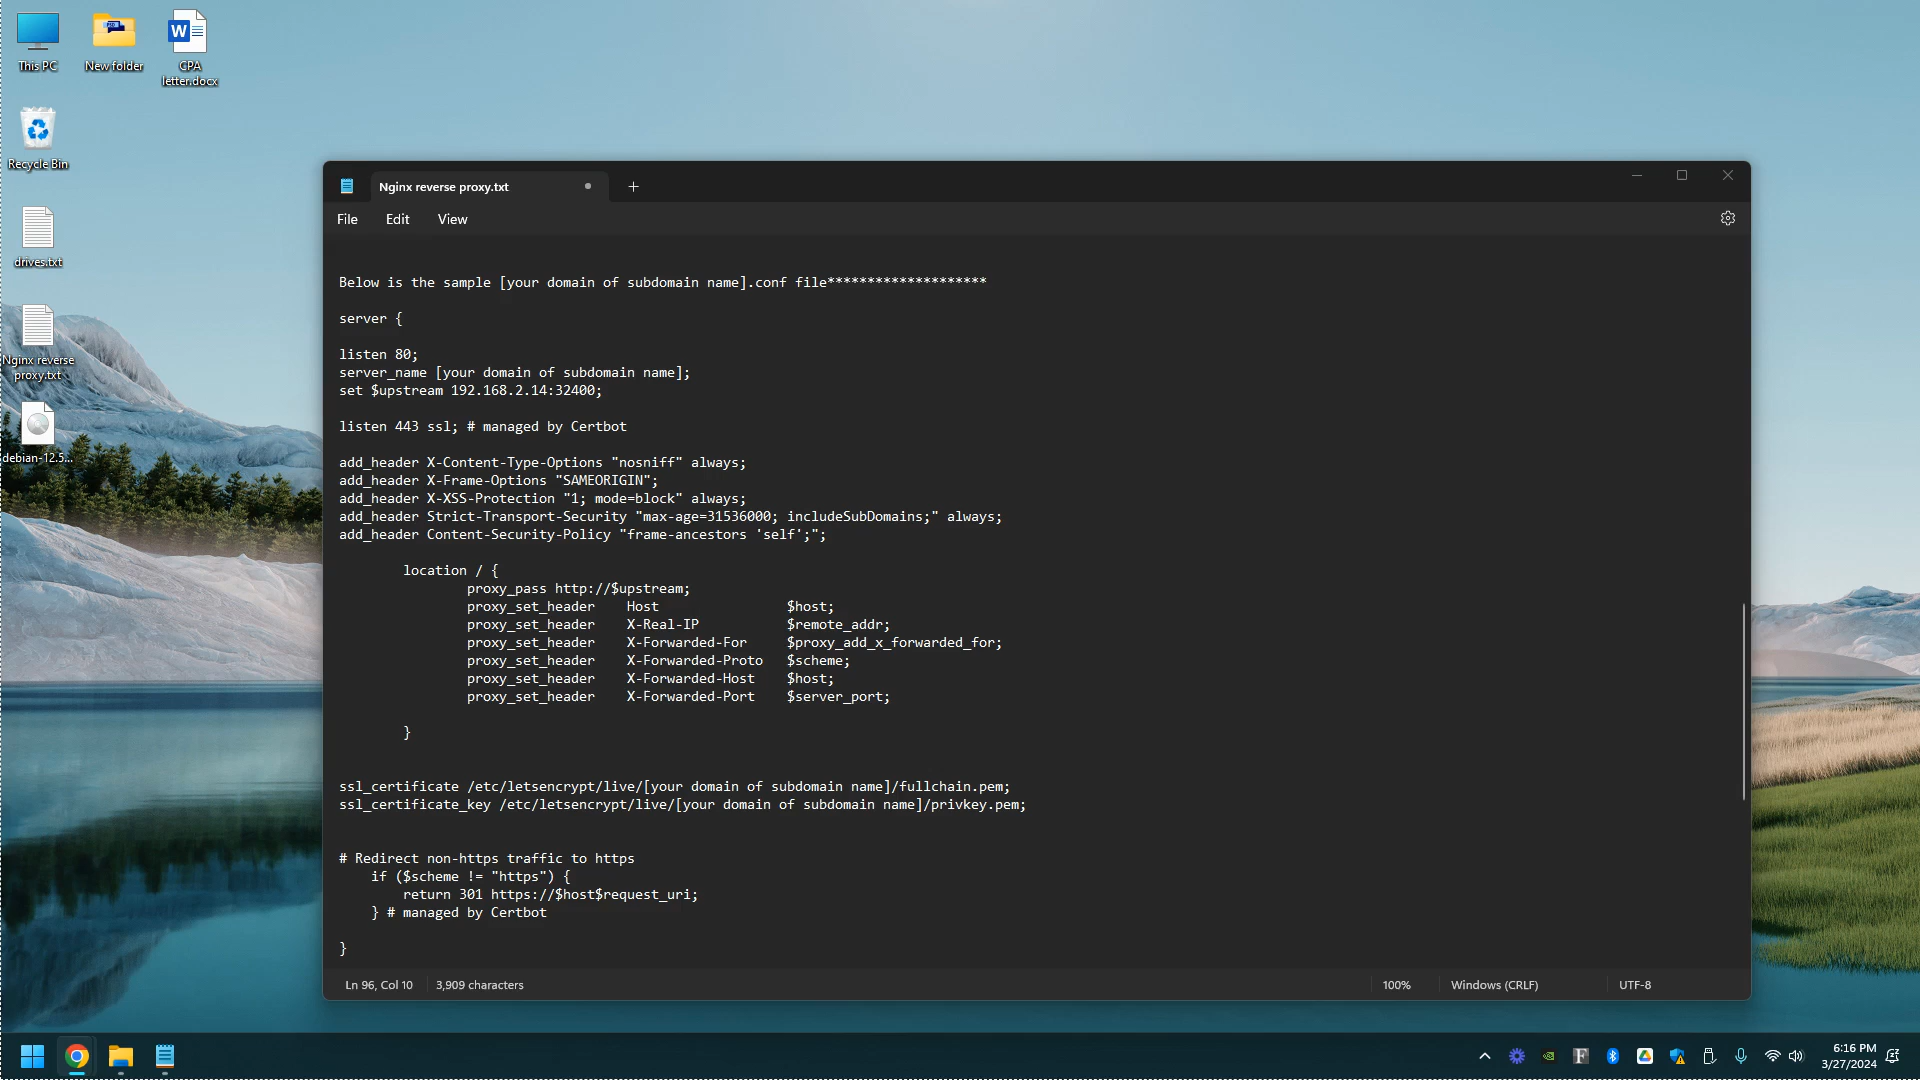 This PC
New folder
CPA
letter.docx
Recycle Bin
drives.txt
Nginx reverse
proxy.txt
debian-12.5...
Nginx reverse proxy.txt
File Edit View
Below is the sample [your domain of subdomain name].conf file********************
server {
listen 80;
server_name [your domain of subdomain name];
set $upstream 192.168.2.14:32400;
listen 443 ssl; # managed by Certbot
add_header X-Content-Type-Options "nosniff" always;
add_header X-Frame-Options "SAMEORIGIN";
add_header X-XSS-Protection "1; mode=block" always;
add_header Strict-Transport-Security "max-age=31536000; includeSubDomains;" always;
add_header Content-Security-Policy "frame-ancestors 'self';";
location / {
proxy_pass http://$upstream;
proxy_set_header Host $host;
proxy_set_header X-Real-IP $remote_addr;
proxy_set_header X-Forwarded-For $proxy_add_x_forwarded_for;
proxy_set_header X-Forwarded-Proto $scheme;
proxy_set_header X-Forwarded-Host $host;
proxy_set_header X-Forwarded-Port $server_port;
}
ssl_certificate /etc/letsencrypt/live/[your domain of subdomain name]/fullchain.pem;
ssl_certificate_key /etc/letsencrypt/live/[your domain of subdomain name]/privkey.pem;
# Redirect non-https traffic to https
if ($scheme != "https") {
return 301 https://$host$request_uri;
} # managed by Certbot
}
Ln 96, Col 10 3,909 characters 100% Windows (CRLF) UTF-8
6:16 PM
3/27/2024